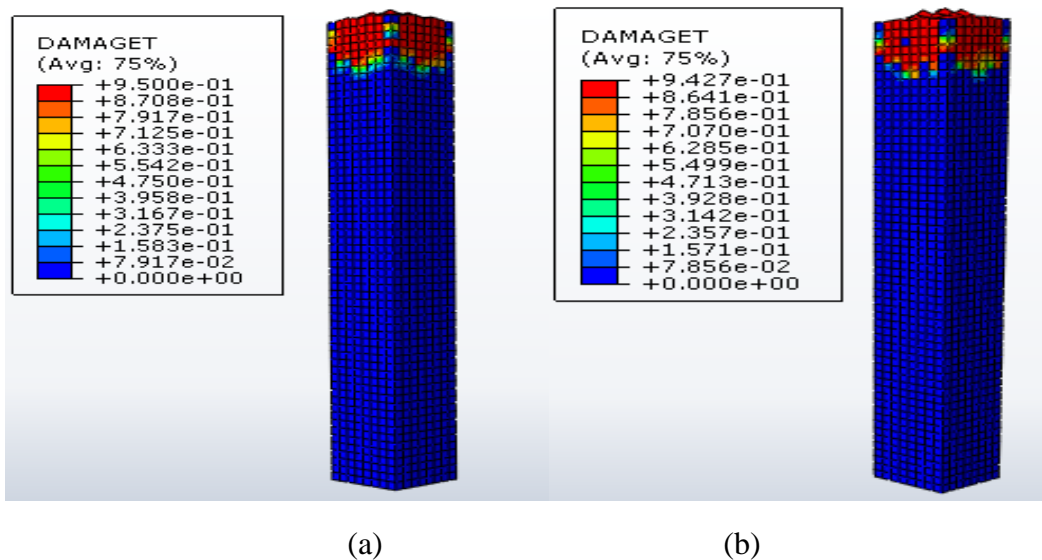 DAMAGET
(Avg: 75%)
+9.500e-01
+8.708e-01
+7.917e-01
+7.125e-01
+6.333e-01
+5.542e-01
+4.750e-01
+3.958e-01
+3.167e-01
+2.375e-01
+1.583e-01
+7.917e-02
+0.000e+00
DAMAGET
(Avg: 75%)
+9.427e-01
+8.641e-01
+7.856e-01
+7.070e-01
+6.285e-01
+5.499e-01
+4.713e-01
+3.928e-01
+3.142e-01
+2.357e-01
+1.571e-01
+7.856e-02
+0.000e+00
(a)
(b)